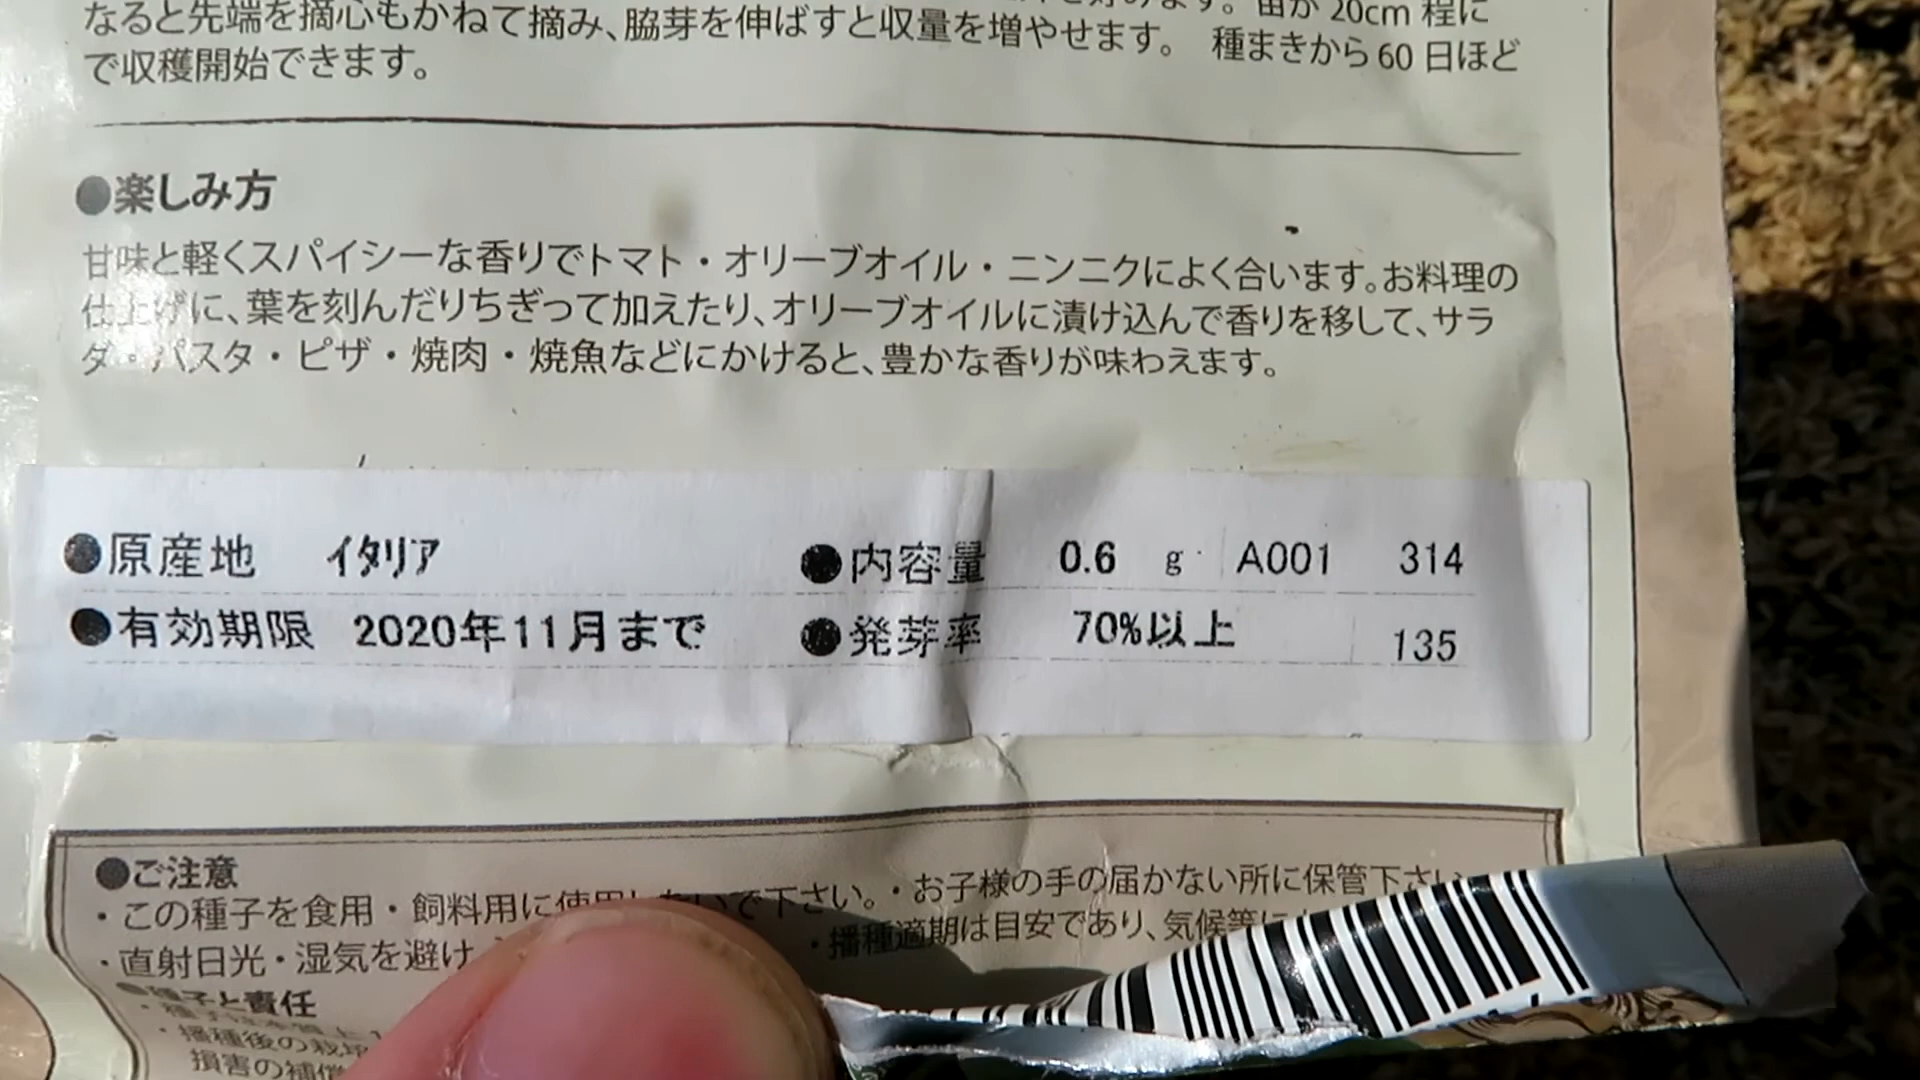 なると先端を摘心もかねて摘み、脇芽を伸ばすと収量を増やせます。 種まきから60日ほど
で収穫開始できます。
●楽しみ方
甘味と軽くスパイシーな香りでトマト・オリーブオイル・ニンニクによく合います。お料理の
仕上げに、葉を刻んだりちぎって加えたり、オリーブオイルに漬け込んで香りを移して、サラ
ダ・パスタ・ピザ・焼肉・焼魚などにかけると、豊かな香りが味わえます。
●原産地 イタリア ●内容量 0.6 g A001 314
●有効期限 2020年11月まで ●発芽率 70%以上 135
●ご注意
・この種子を食用・飼料用に使用しないで下さい。・お子様の手の届かない所に保管下さい
・直射日光・湿気を避け ・播種適期は目安であり、気候等に
●種子と責任
・播種後の栽培
損害の補償